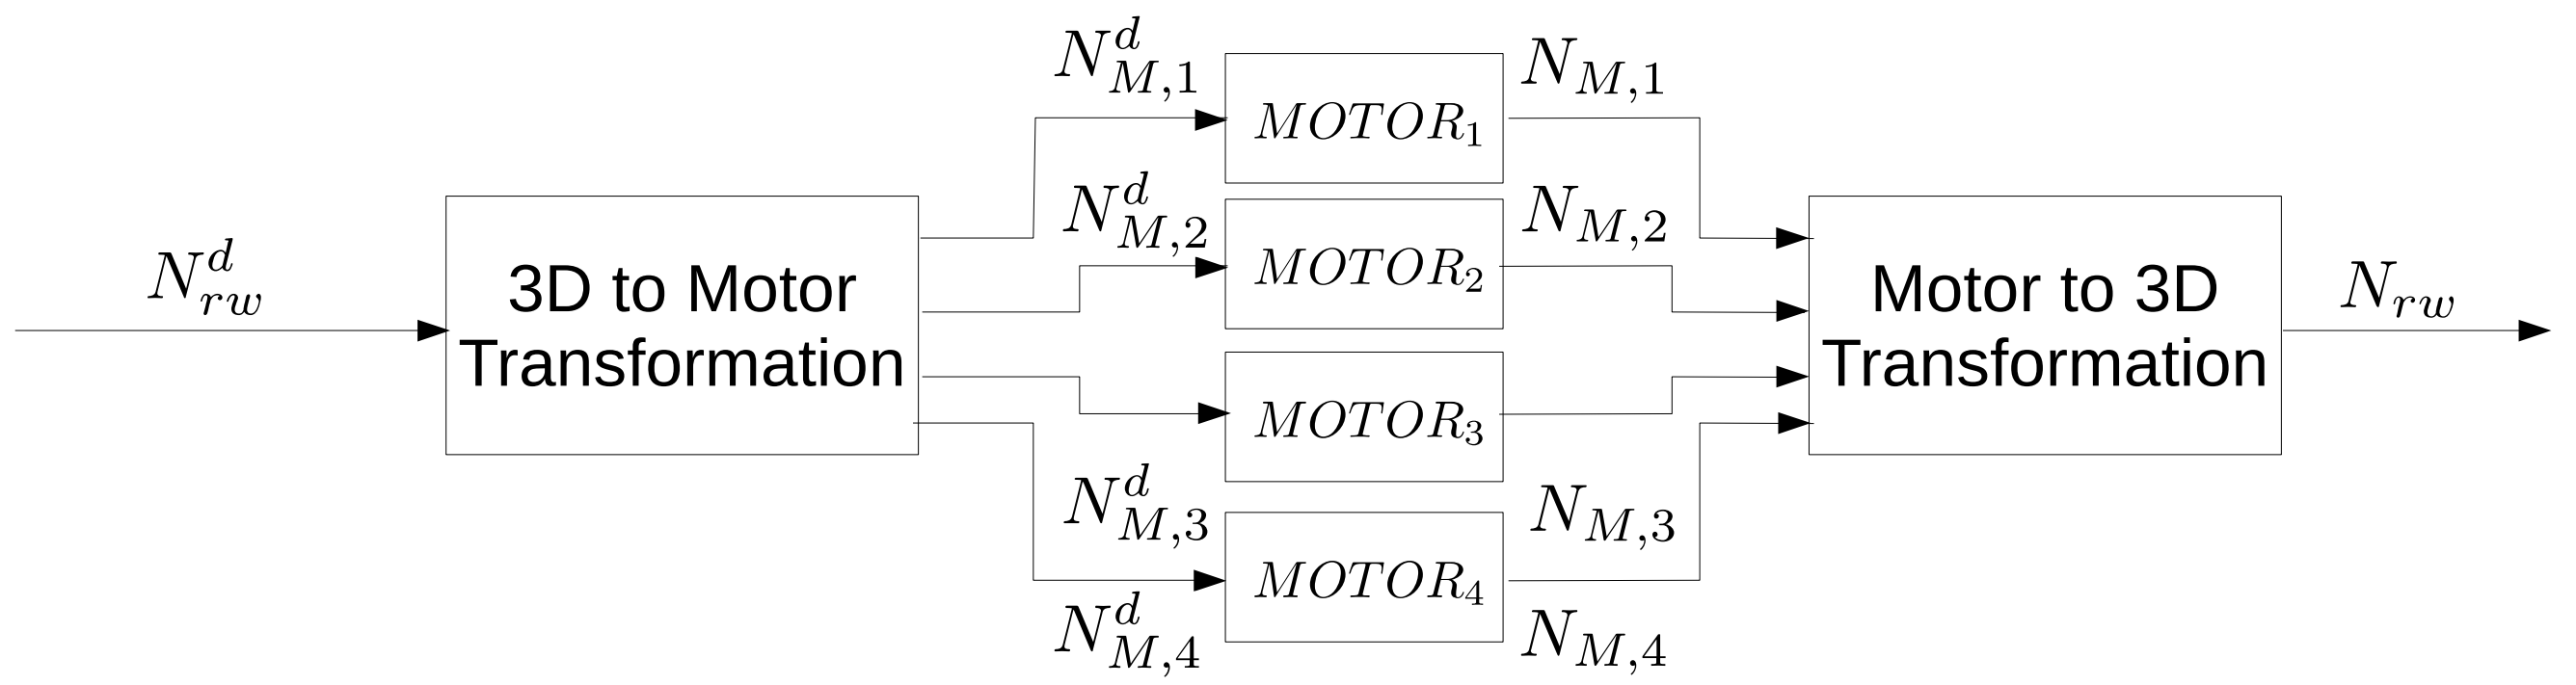 N^d_{rw}
3D to Motor
Transformation
N^d_{M,1}
N^d_{M,2}
N^d_{M,3}
N^d_{M,4}
MOTOR_1
MOTOR_2
MOTOR_3
MOTOR_4
N_{M,1}
N_{M,2}
N_{M,3}
N_{M,4}
Motor to 3D
Transformation
N_{rw}